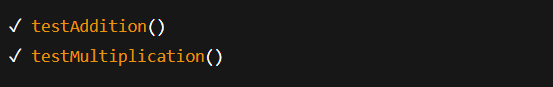 ✓ testAddition()
✓ testMultiplication()